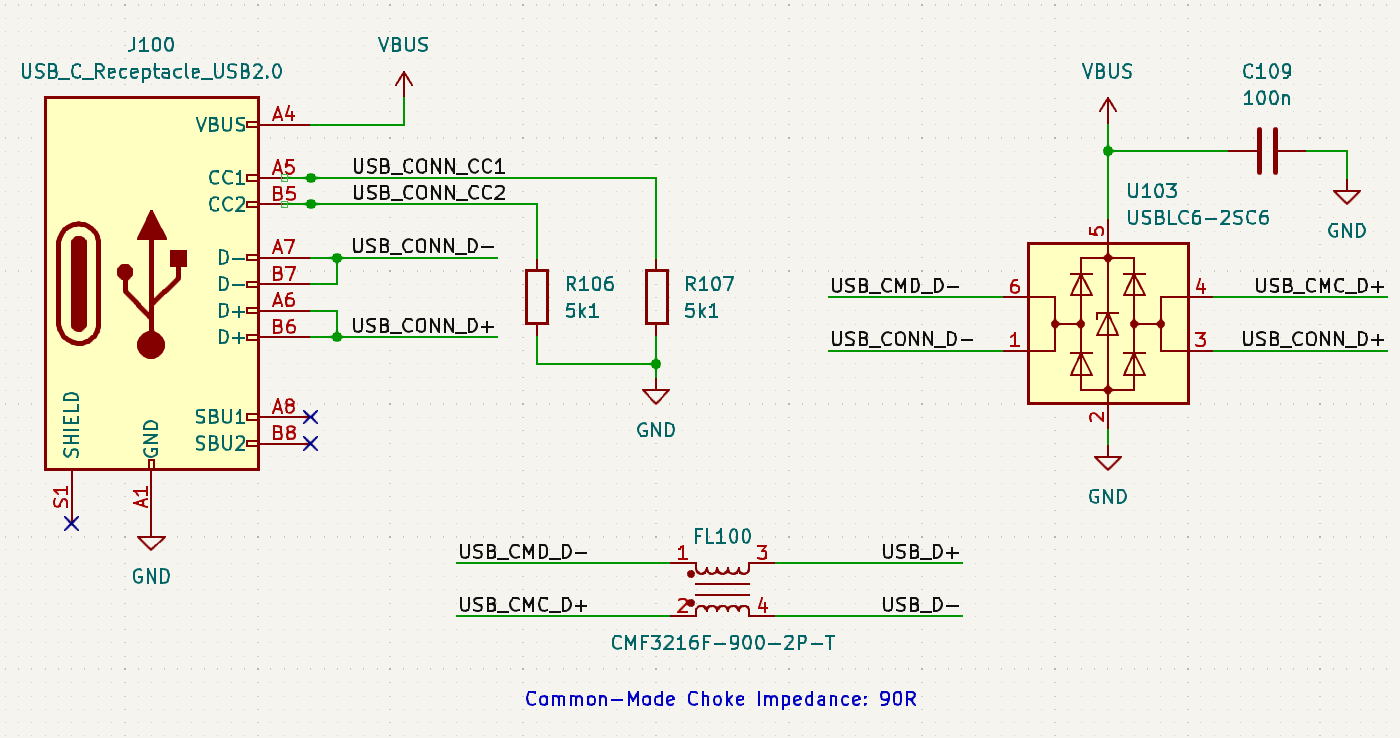 J100
USB_C_Receptacle_USB2.0
VBUS
A4
CC1
A5
CC2
B5
D-
A7
D-
B7
D+
A6
D+
B6
SBU1
A8
SBU2
B8
SHIELD
GND
S1
A1
GND
VBUS
USB_CONN_CC1
USB_CONN_CC2
USB_CONN_D-
USB_CONN_D+
R106
5k1
R107
5k1
GND
VBUS
C109
100n
GND
U103
USBLC6-2SC6
5
USB_CMD_D-
6
4
USB_CMC_D+
USB_CONN_D-
1
3
USB_CONN_D+
2
GND
FL100
USB_CMD_D-
1
3
USB_D+
USB_CMC_D+
2
4
USB_D-
CMF3216F-900-2P-T
Common-Mode Choke Impedance: 90R